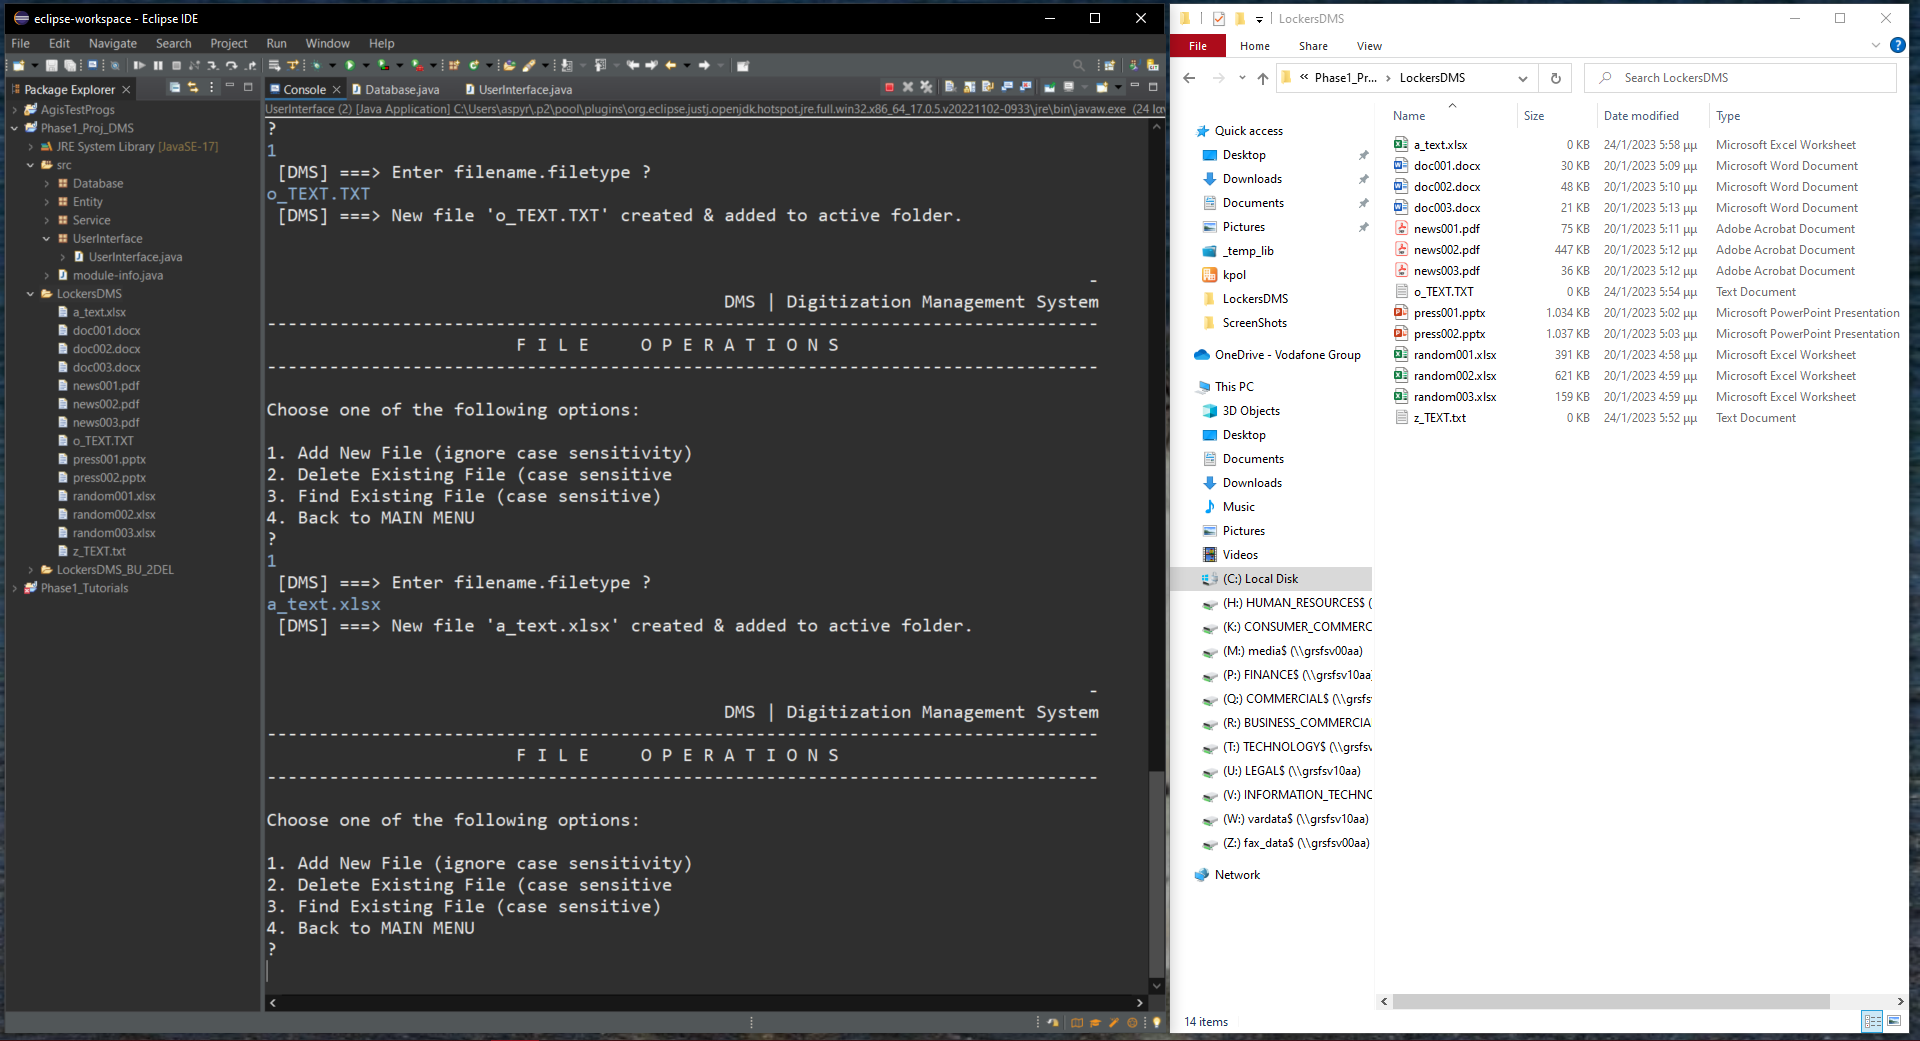 eclipse-workspace - Eclipse IDE
File Edit Navigate Search Project Run Window Help
Package Explorer
AgisTestProgs
Phase1_Proj_DMS
JRE System Library [JavaSE-17]
src
Database
Entity
Service
UserInterface
UserInterface.java
module-info.java
LockersDMS
a_text.xlsx
doc001.docx
doc002.docx
doc003.docx
news001.pdf
news002.pdf
news003.pdf
o_TEXT.TXT
press001.pptx
press002.pptx
random001.xlsx
random002.xlsx
random003.xlsx
z_TEXT.txt
LockersDMS_BU_2DEL
Phase1_Tutorials
Console Database.java UserInterface.java
UserInterface (2) [Java Application] C:\Users\aspyr\.p2\pool\plugins\org.eclipse.justj.openjdk.hotspot.jre.full.win32.x86_64_17.0.5.v20221102-0933\jre\bin\javaw.exe (24 Ιαν
?
1
[DMS] ===> Enter filename.filetype ?
o_TEXT.TXT
[DMS] ===> New file 'o_TEXT.TXT' created & added to active folder.
-
DMS | Digitization Management System
--------------------------------------------------------------------------------
F I L E     O P E R A T I O N S
--------------------------------------------------------------------------------
Choose one of the following options:
1. Add New File (ignore case sensitivity)
2. Delete Existing File (case sensitive
3. Find Existing File (case sensitive)
4. Back to MAIN MENU
?
1
[DMS] ===> Enter filename.filetype ?
a_text.xlsx
[DMS] ===> New file 'a_text.xlsx' created & added to active folder.
-
DMS | Digitization Management System
--------------------------------------------------------------------------------
F I L E     O P E R A T I O N S
--------------------------------------------------------------------------------
Choose one of the following options:
1. Add New File (ignore case sensitivity)
2. Delete Existing File (case sensitive
3. Find Existing File (case sensitive)
4. Back to MAIN MENU
?
LockersDMS
File Home Share View
« Phase1_Pr... › LockersDMS
Search LockersDMS
Quick access
Desktop
Downloads
Documents
Pictures
_temp_lib
kpol
LockersDMS
ScreenShots
OneDrive - Vodafone Group
This PC
3D Objects
Desktop
Documents
Downloads
Music
Pictures
Videos
(C:) Local Disk
(H:) HUMAN_RESOURCES$ (
(K:) CONSUMER_COMMERC
(M:) media$ (\\grsfsv00aa)
(P:) FINANCE$ (\\grsfsv10aa)
(Q:) COMMERCIAL$ (\\grsfs
(R:) BUSINESS_COMMERCIA
(T:) TECHNOLOGY$ (\\grsfsv
(U:) LEGAL$ (\\grsfsv10aa)
(V:) INFORMATION_TECHNO
(W:) vardata$ (\\grsfsv10aa)
(Z:) fax_data$ (\\grsfsv00aa)
Network
Name Size Date modified Type
a_text.xlsx 0 KB 24/1/2023 5:58 μμ Microsoft Excel Worksheet
doc001.docx 30 KB 20/1/2023 5:09 μμ Microsoft Word Document
doc002.docx 48 KB 20/1/2023 5:10 μμ Microsoft Word Document
doc003.docx 21 KB 20/1/2023 5:13 μμ Microsoft Word Document
news001.pdf 75 KB 20/1/2023 5:11 μμ Adobe Acrobat Document
news002.pdf 447 KB 20/1/2023 5:12 μμ Adobe Acrobat Document
news003.pdf 36 KB 20/1/2023 5:12 μμ Adobe Acrobat Document
o_TEXT.TXT 0 KB 24/1/2023 5:54 μμ Text Document
press001.pptx 1.034 KB 20/1/2023 5:02 μμ Microsoft PowerPoint Presentation
press002.pptx 1.037 KB 20/1/2023 5:03 μμ Microsoft PowerPoint Presentation
random001.xlsx 391 KB 20/1/2023 4:58 μμ Microsoft Excel Worksheet
random002.xlsx 621 KB 20/1/2023 4:59 μμ Microsoft Excel Worksheet
random003.xlsx 159 KB 20/1/2023 4:59 μμ Microsoft Excel Worksheet
z_TEXT.txt 0 KB 24/1/2023 5:52 μμ Text Document
14 items